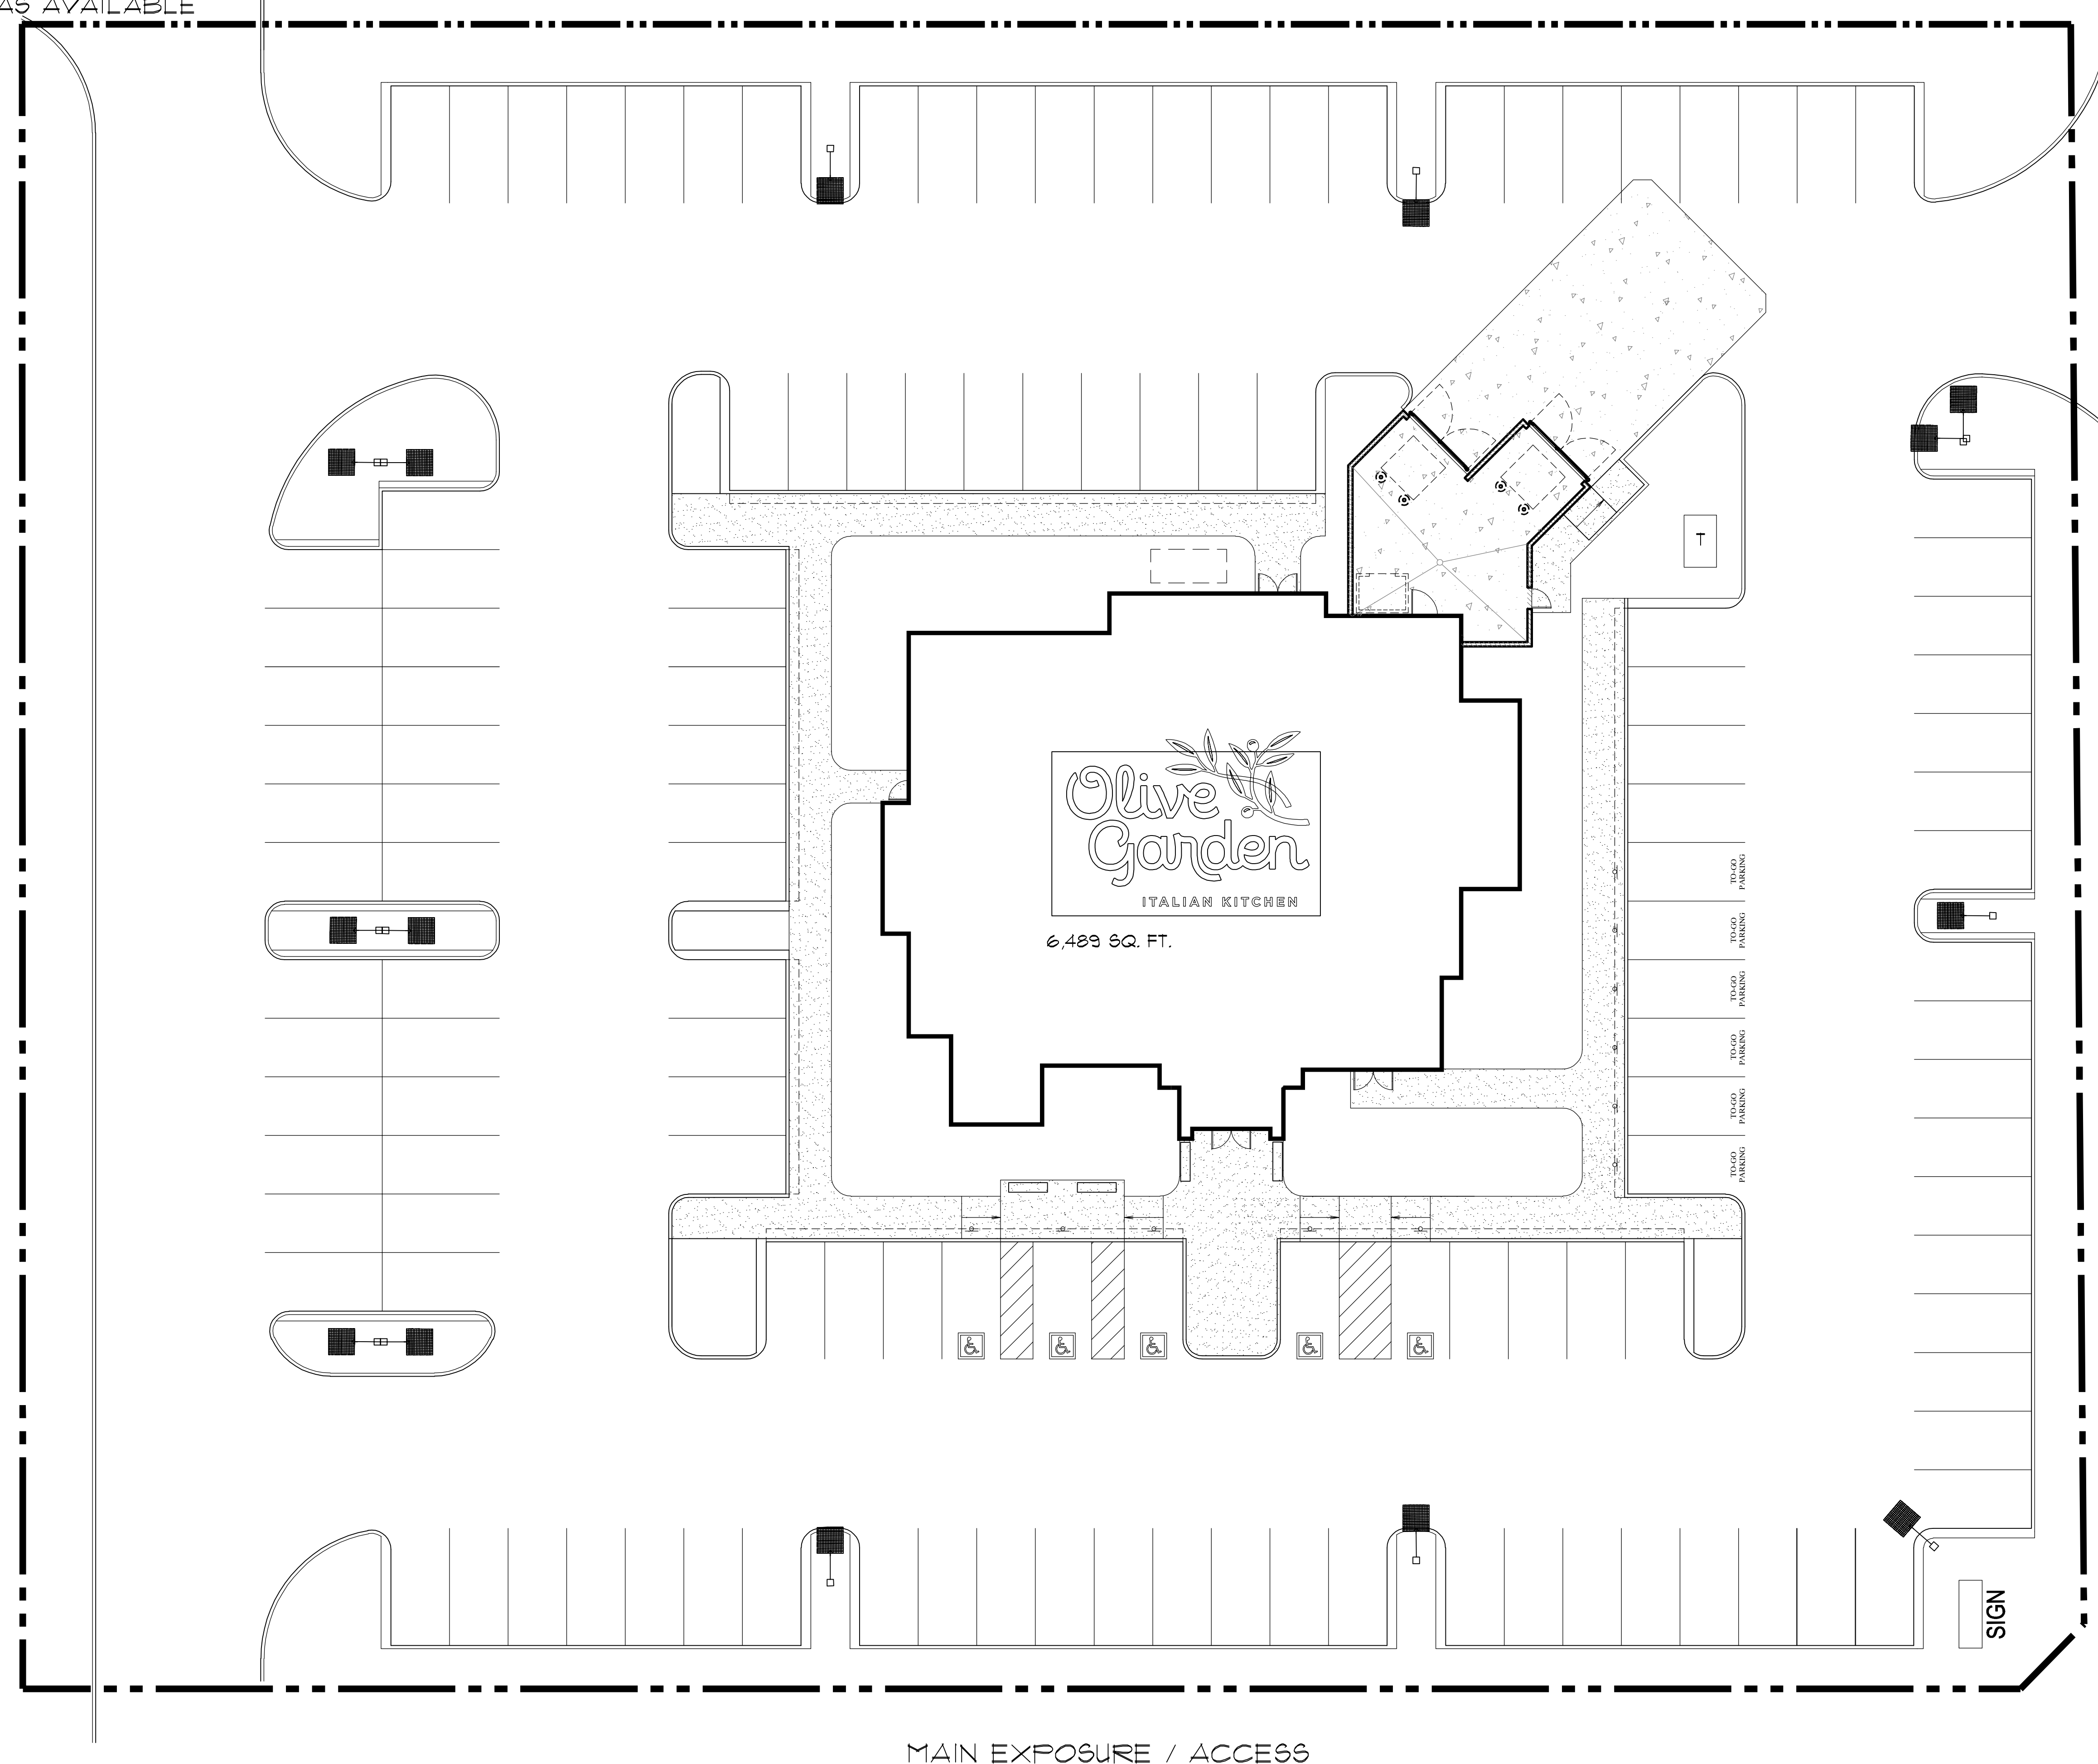 AS AVAILABLE
T
Olive
Garden
ITALIAN KITCHEN
6,489 SQ. FT.
TO-GO
PARKING
TO-GO
PARKING
TO-GO
PARKING
TO-GO
PARKING
TO-GO
PARKING
TO-GO
PARKING
SIGN
MAIN EXPOSURE / ACCESS